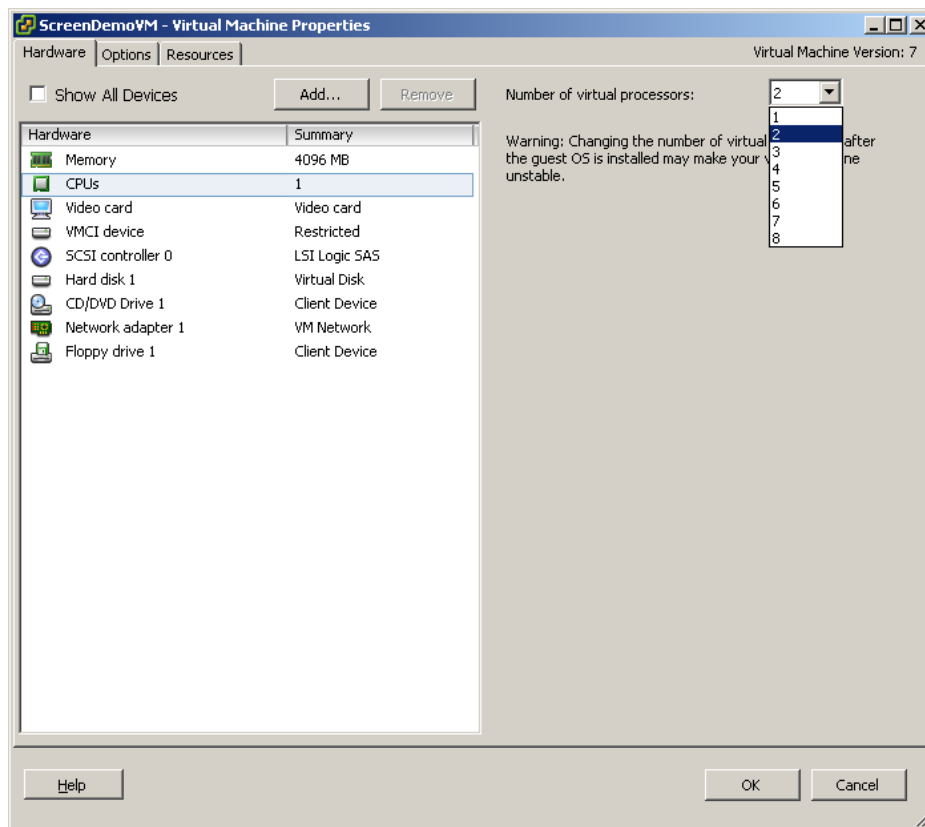 ScreenDemoVM - Virtual Machine Properties
Hardware Options Resources Virtual Machine Version: 7
Show All Devices Add... Remove
Number of virtual processors: 2
1
2
3
4
5
6
7
8
Warning: Changing the number of virtual after
the guest OS is installed may make your ne
unstable.
Hardware Summary
Memory 4096 MB
CPUs 1
Video card Video card
VMCI device Restricted
SCSI controller 0 LSI Logic SAS
Hard disk 1 Virtual Disk
CD/DVD Drive 1 Client Device
Network adapter 1 VM Network
Floppy drive 1 Client Device
Help OK Cancel